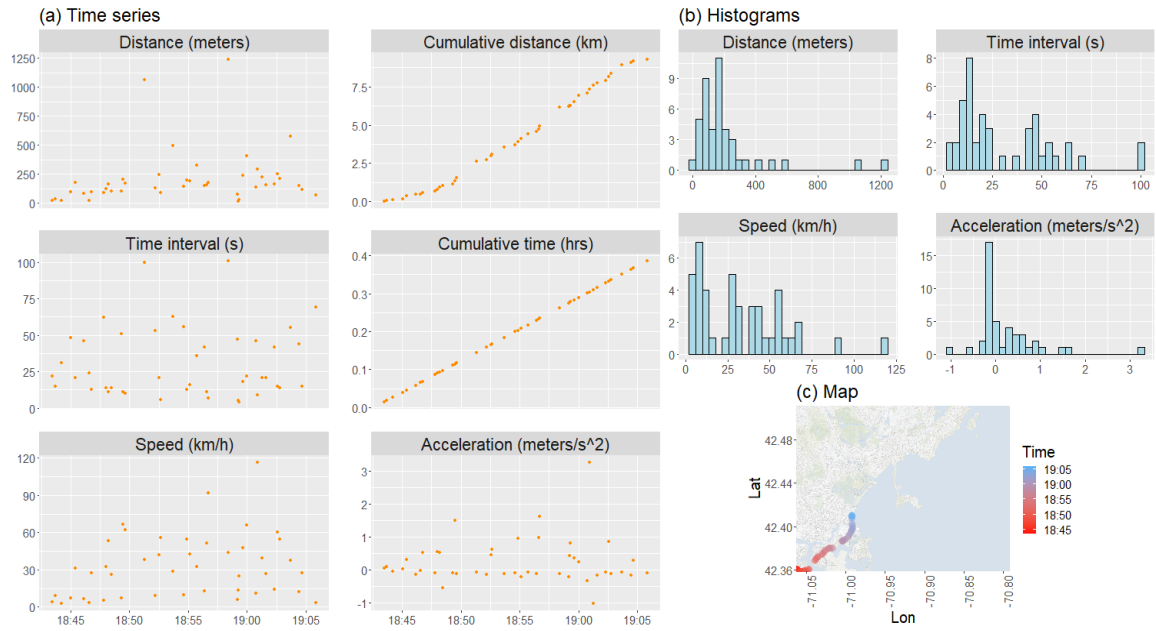 (a) Time series
Distance (meters)
1250
1000
750
500
250
0
Cumulative distance (km)
7.5
5.0
2.5
0.0
Time interval (s)
100
75
50
25
0
Cumulative time (hrs)
0.4
0.3
0.2
0.1
0.0
Speed (km/h)
120
90
60
30
0
18:45 18:50 18:55 19:00 19:05
Acceleration (meters/s^2)
3
2
1
0
-1
18:45 18:50 18:55 19:00 19:05
(b) Histograms
Distance (meters)
9
6
3
0
0 400 800 1200
Time interval (s)
8
6
4
2
0
0 25 50 75 100
Speed (km/h)
6
4
2
0
0 25 50 75 100 125
Acceleration (meters/s^2)
15
10
5
0
-1 0 1 2 3
(c) Map
Lat
42.48
42.44
42.40
42.36
-71.05 -71.00 -70.95 -70.90 -70.85 -70.80
Lon
Time
19:05
19:00
18:55
18:50
18:45